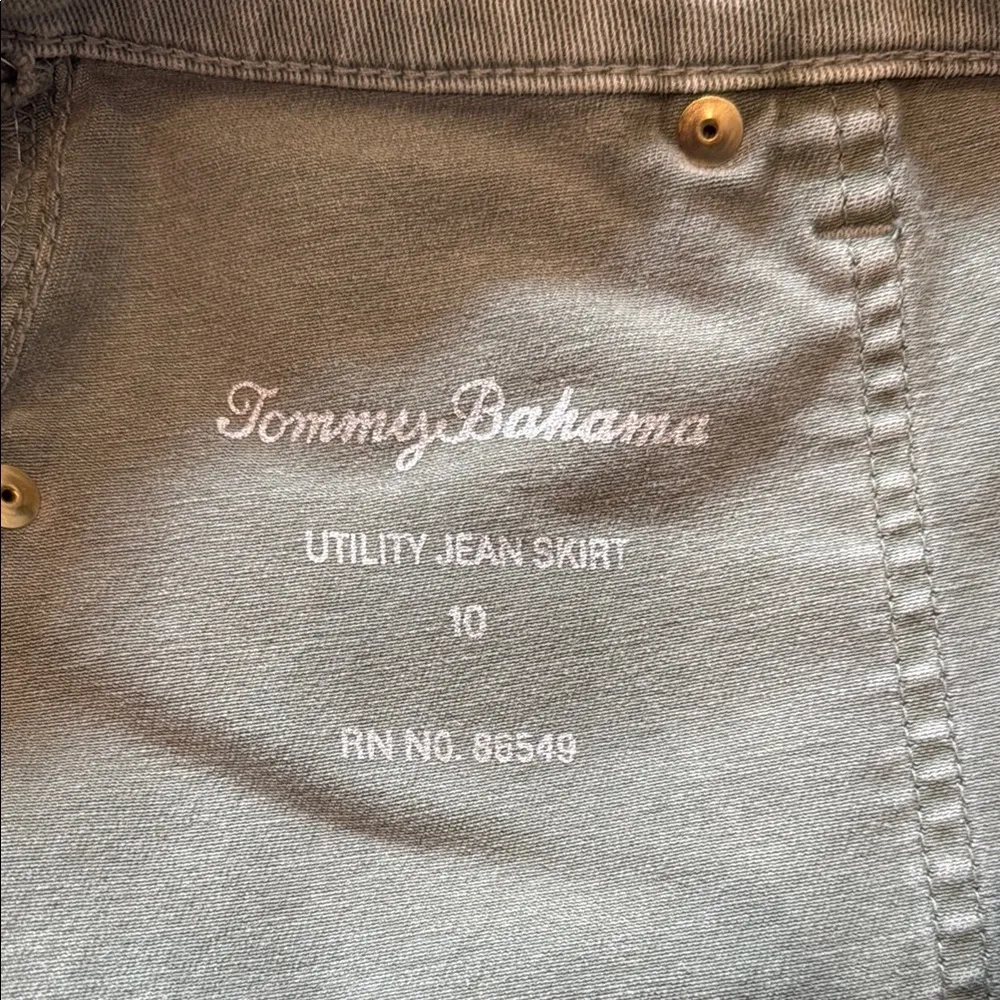 Tommy Bahama
UTILITY JEAN SKIRT
10
RN NO. 86549